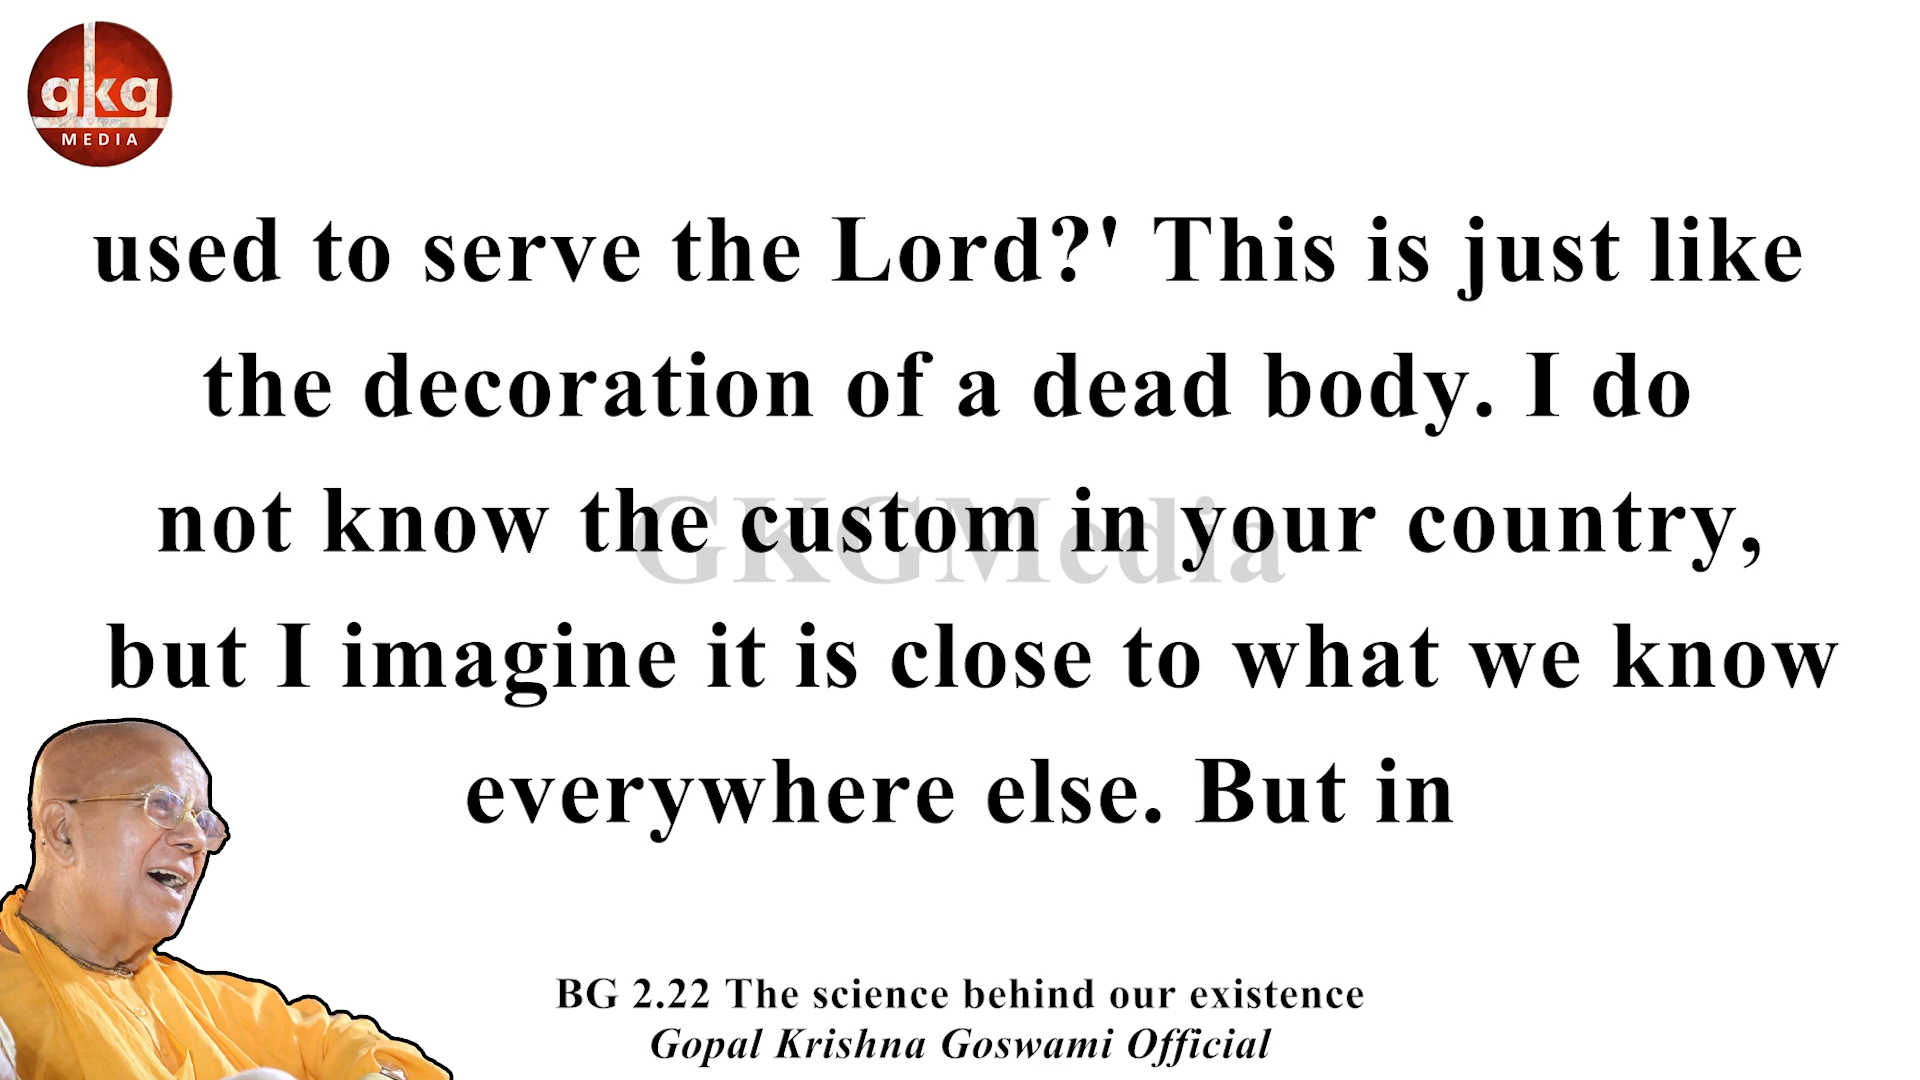 gkg
MEDIA
used to serve the Lord?' This is just like
the decoration of a dead body. I do
not know the custom in your country,
GKGMedia
but I imagine it is close to what we know
everywhere else. But in
BG 2.22 The science behind our existence
Gopal Krishna Goswami Official